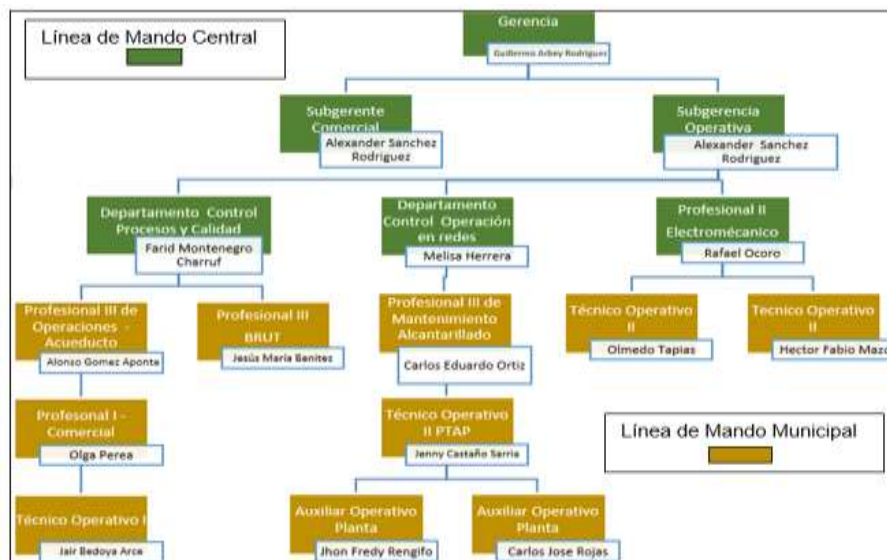 Línea de Mando Central
Gerencia
Guillermo Arbey Rodriguez
Subgerente
Comercial
Alexander Sanchez
Rodriguez
Subgerencia
Operativa
Alexander Sanchez
Rodriguez
Departamento Control
Procesos y Calidad
Farid Montenegro
Charruf
Departamento
Control Operación
en redes
Melisa Herrera
Profesional II
Electromécanico
Rafael Ocoro
Profesional III de
Operaciones -
Acueducto
Alonso Gomez Aponte
Profesional III
BRUT
Jesús María Benitez
Profesional III de
Mantenimiento
Alcantarillado
Carlos Eduardo Ortiz
Técnico Operativo
II
Olmedo Tapias
Tecnico Operativo
II
Hector Fabio Mazo
Profesonal I -
Comercial
Olga Perea
Técnico Operativo
II PTAP
Jenny Castaño Sarria
Línea de Mando Municipal
Técnico Operativo I
Jair Bedoya Arce
Auxiliar Operativo
Planta
Jhon Fredy Rengifo
Auxiliar Operativo
Planta
Carlos Jose Rojas